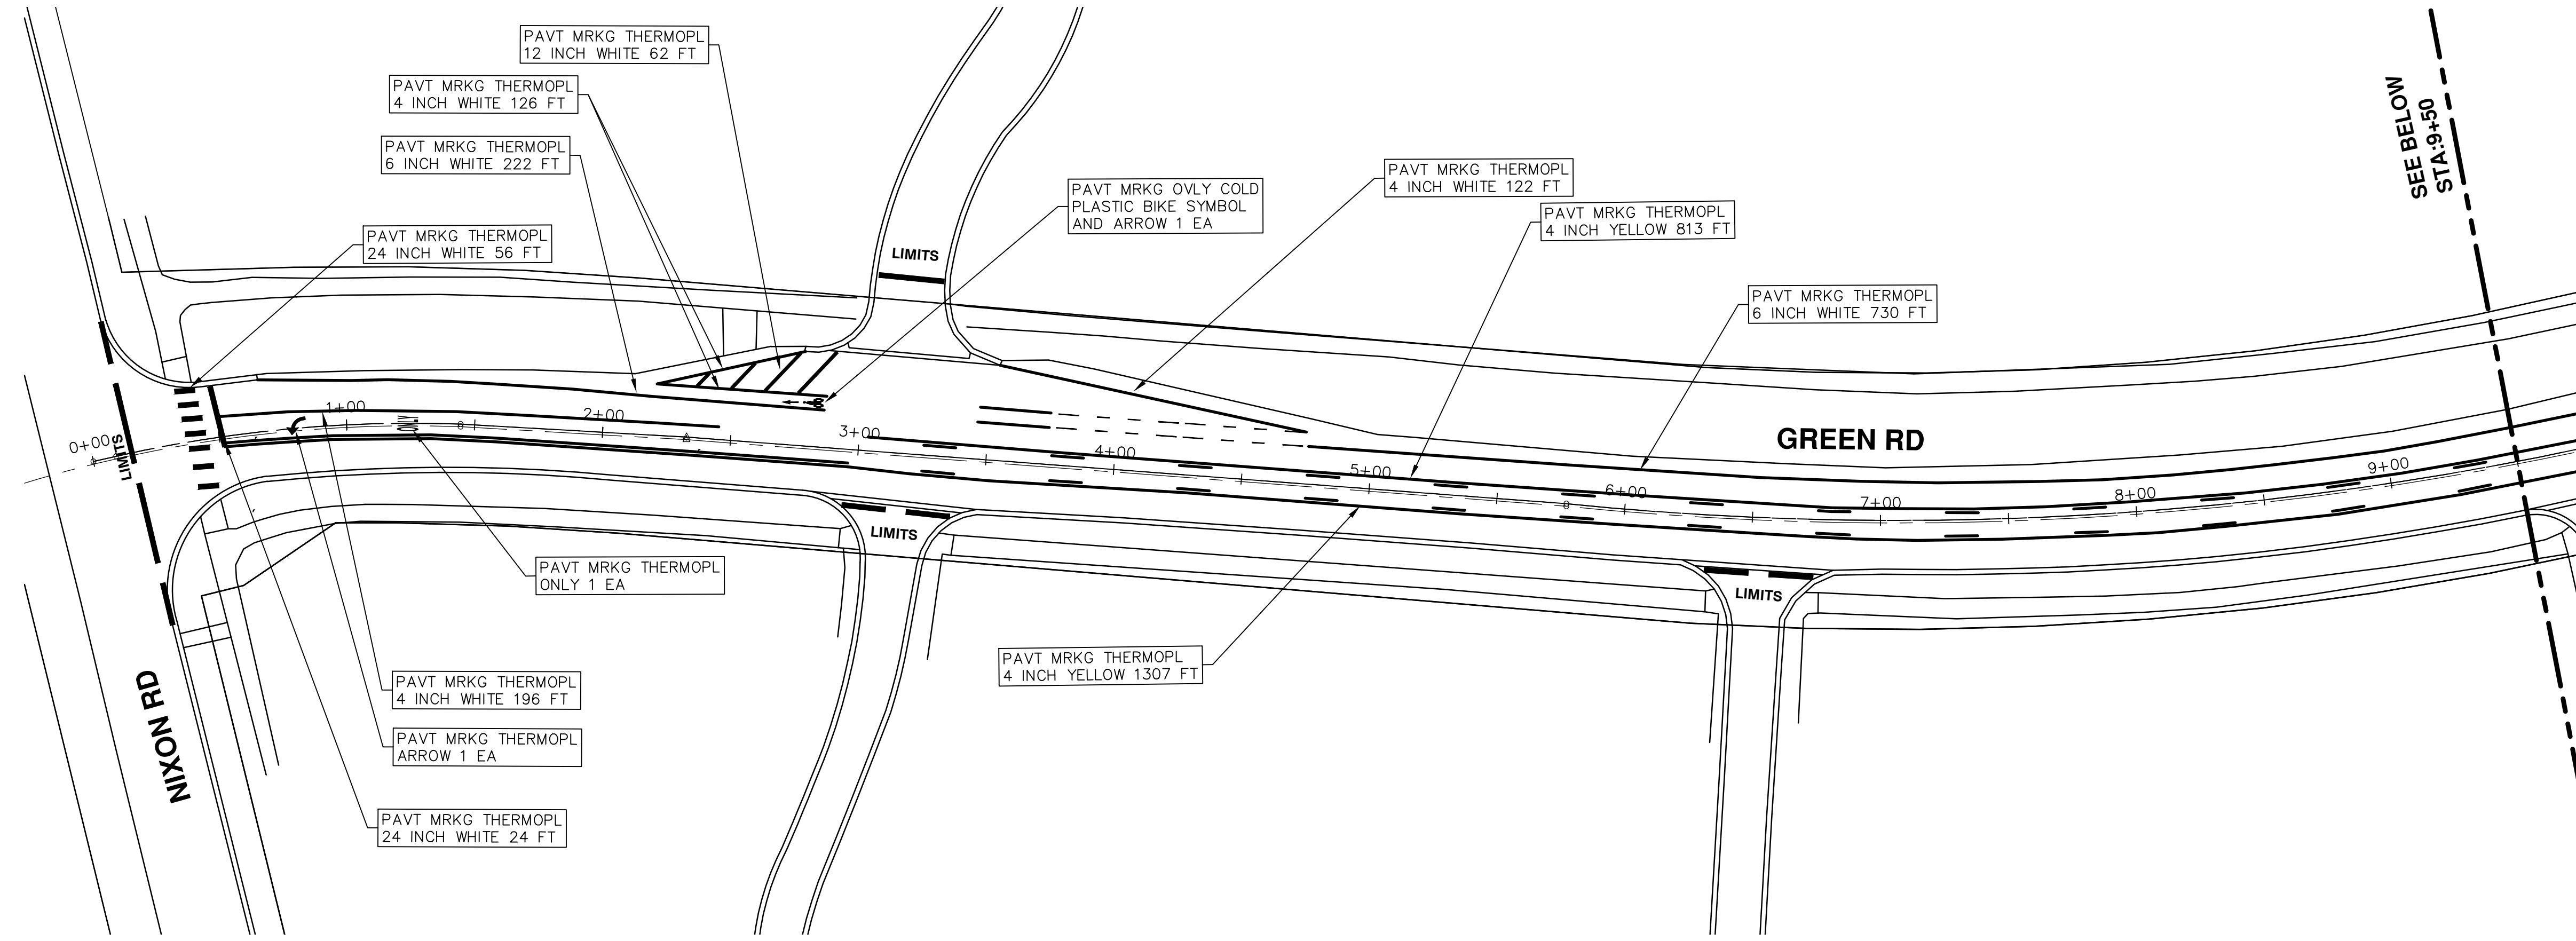 PAVT MRKG THERMOPL
12 INCH WHITE 62 FT
PAVT MRKG THERMOPL
4 INCH WHITE 126 FT
PAVT MRKG THERMOPL
6 INCH WHITE 222 FT
PAVT MRKG THERMOPL
24 INCH WHITE 56 FT
PAVT MRKG OVLY COLD
PLASTIC BIKE SYMBOL
AND ARROW 1 EA
PAVT MRKG THERMOPL
4 INCH WHITE 122 FT
PAVT MRKG THERMOPL
4 INCH YELLOW 813 FT
PAVT MRKG THERMOPL
6 INCH WHITE 730 FT
SEE BELOW
STA:9+50
LIMITS
GREEN RD
0+00
LIMITS
1+00
2+00
3+00
4+00
5+00
6+00
7+00
8+00
9+00
ONLY
LIMITS
LIMITS
PAVT MRKG THERMOPL
ONLY 1 EA
PAVT MRKG THERMOPL
4 INCH YELLOW 1307 FT
PAVT MRKG THERMOPL
4 INCH WHITE 196 FT
PAVT MRKG THERMOPL
ARROW 1 EA
PAVT MRKG THERMOPL
24 INCH WHITE 24 FT
NIXON RD